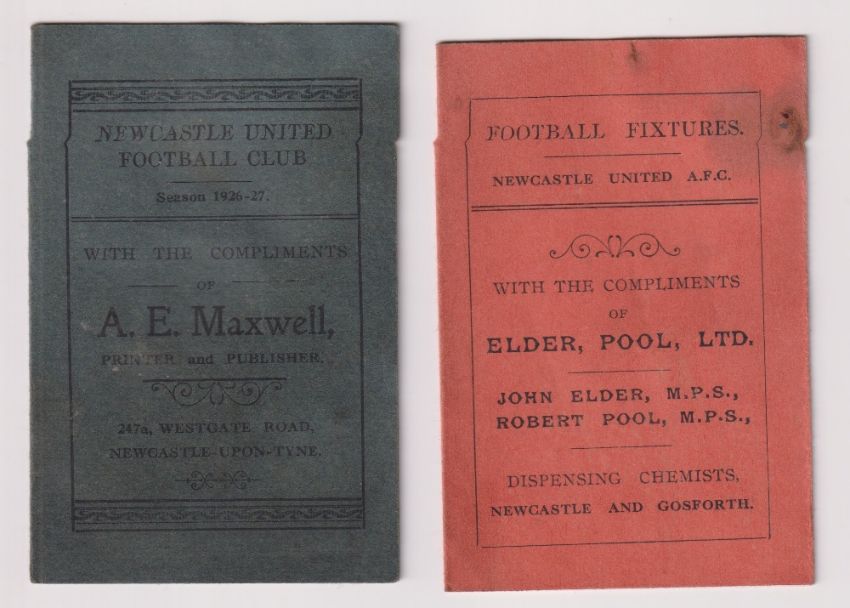 NEWCASTLE UNITED
FOOTBALL CLUB
Season 1926-27.
WITH THE COMPLIMENTS
OF
A. E. Maxwell,
PRINTER and PUBLISHER.
247a, WESTGATE ROAD,
NEWCASTLE-UPON-TYNE.
FOOTBALL FIXTURES.
NEWCASTLE UNITED A.F.C.
WITH THE COMPLIMENTS
OF
ELDER, POOL, LTD.
JOHN ELDER, M.P.S.,
ROBERT POOL, M.P.S.,
DISPENSING CHEMISTS,
NEWCASTLE AND GOSFORTH.